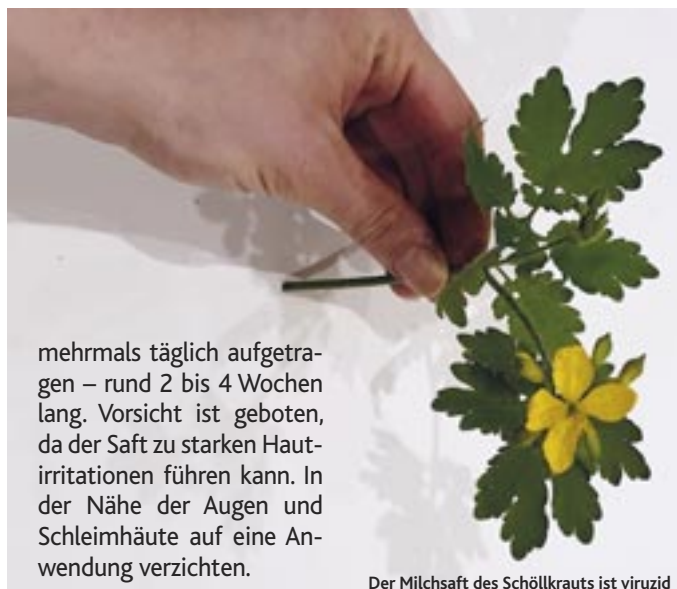 mehrmals täglich aufgetra-
gen – rund 2 bis 4 Wochen
lang. Vorsicht ist geboten,
da der Saft zu starken Haut-
irritationen führen kann. In
der Nähe der Augen und
Schleimhäute auf eine An-
wendung verzichten.
Der Milchsaft des Schöllkrauts ist viruzid